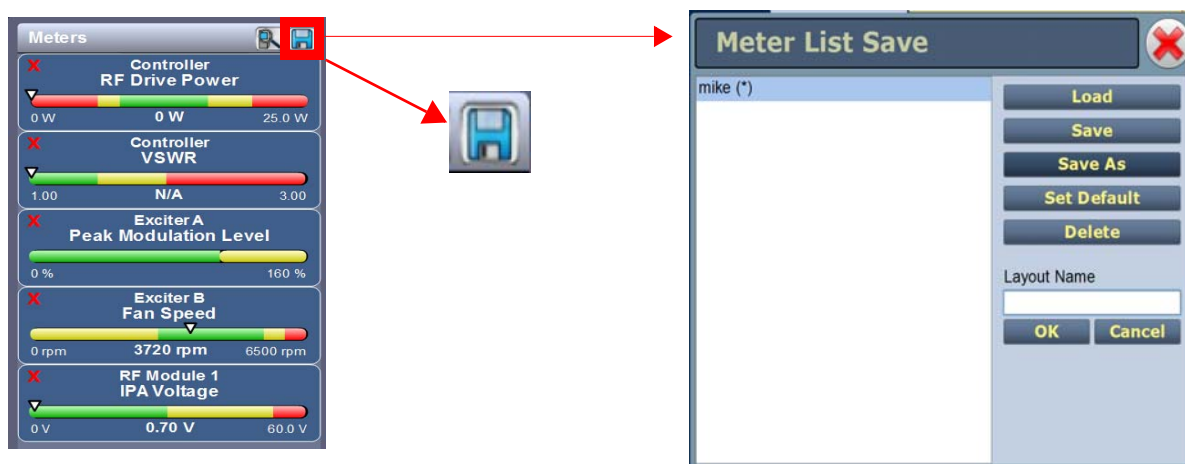 Meters
X Controller
RF Drive Power
0 W 0 W 25.0 W
X Controller
VSWR
1.00 N/A 3.00
X Exciter A
Peak Modulation Level
0 % 160 %
X Exciter B
Fan Speed
0 rpm 3720 rpm 6500 rpm
X RF Module 1
IPA Voltage
0 V 0.70 V 60.0 V
Meter List Save
mike (*)
Load
Save
Save As
Set Default
Delete
Layout Name
OK Cancel